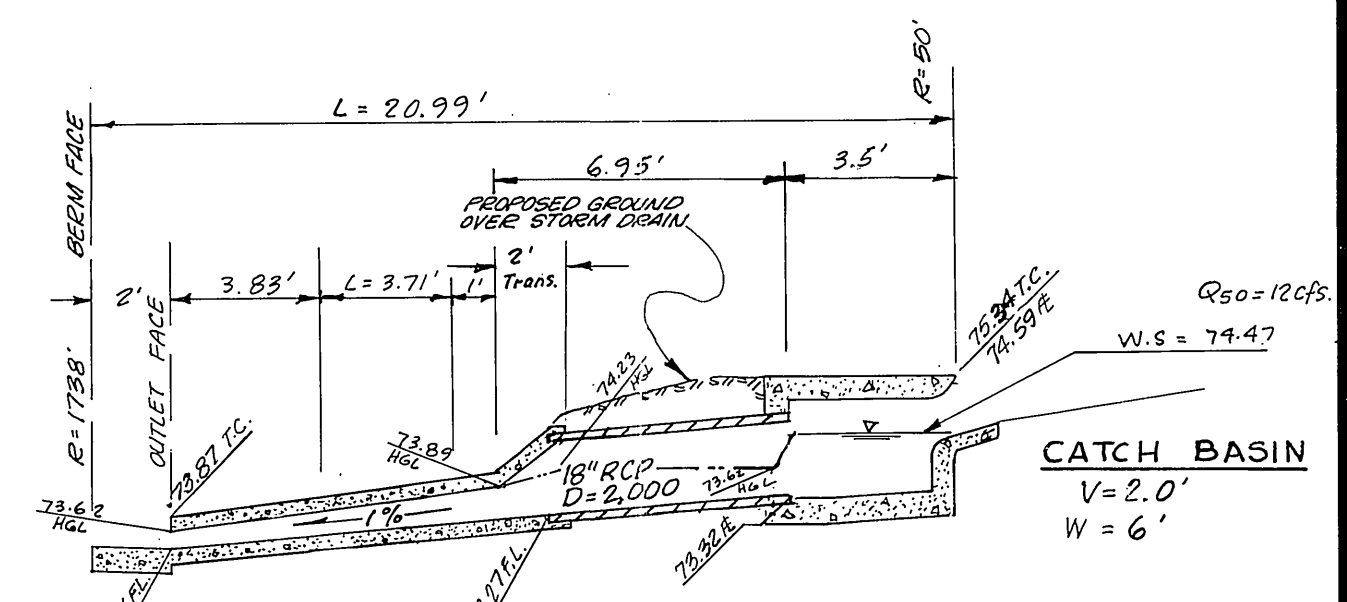 R=50'
L = 20.99'
BERM FACE
6.95'
3.5'
PROPOSED GROUND
OVER STORM DRAIN
2'
Trans.
2'
3.83'
L=3.71'
1'
OUTLET FACE
R=1738'
75.34 T.C.
74.59 ℄
Q50=12cfs.
W.S = 74.47
74.23
HGL
73.87 T.C.
73.89
HGL
CATCH BASIN
V=2.0'
W = 6'
18" RCP
D=2,000
73.62
HGL
73.62
HGL
1%
73.32 ℄
F.L.
27 F.L.